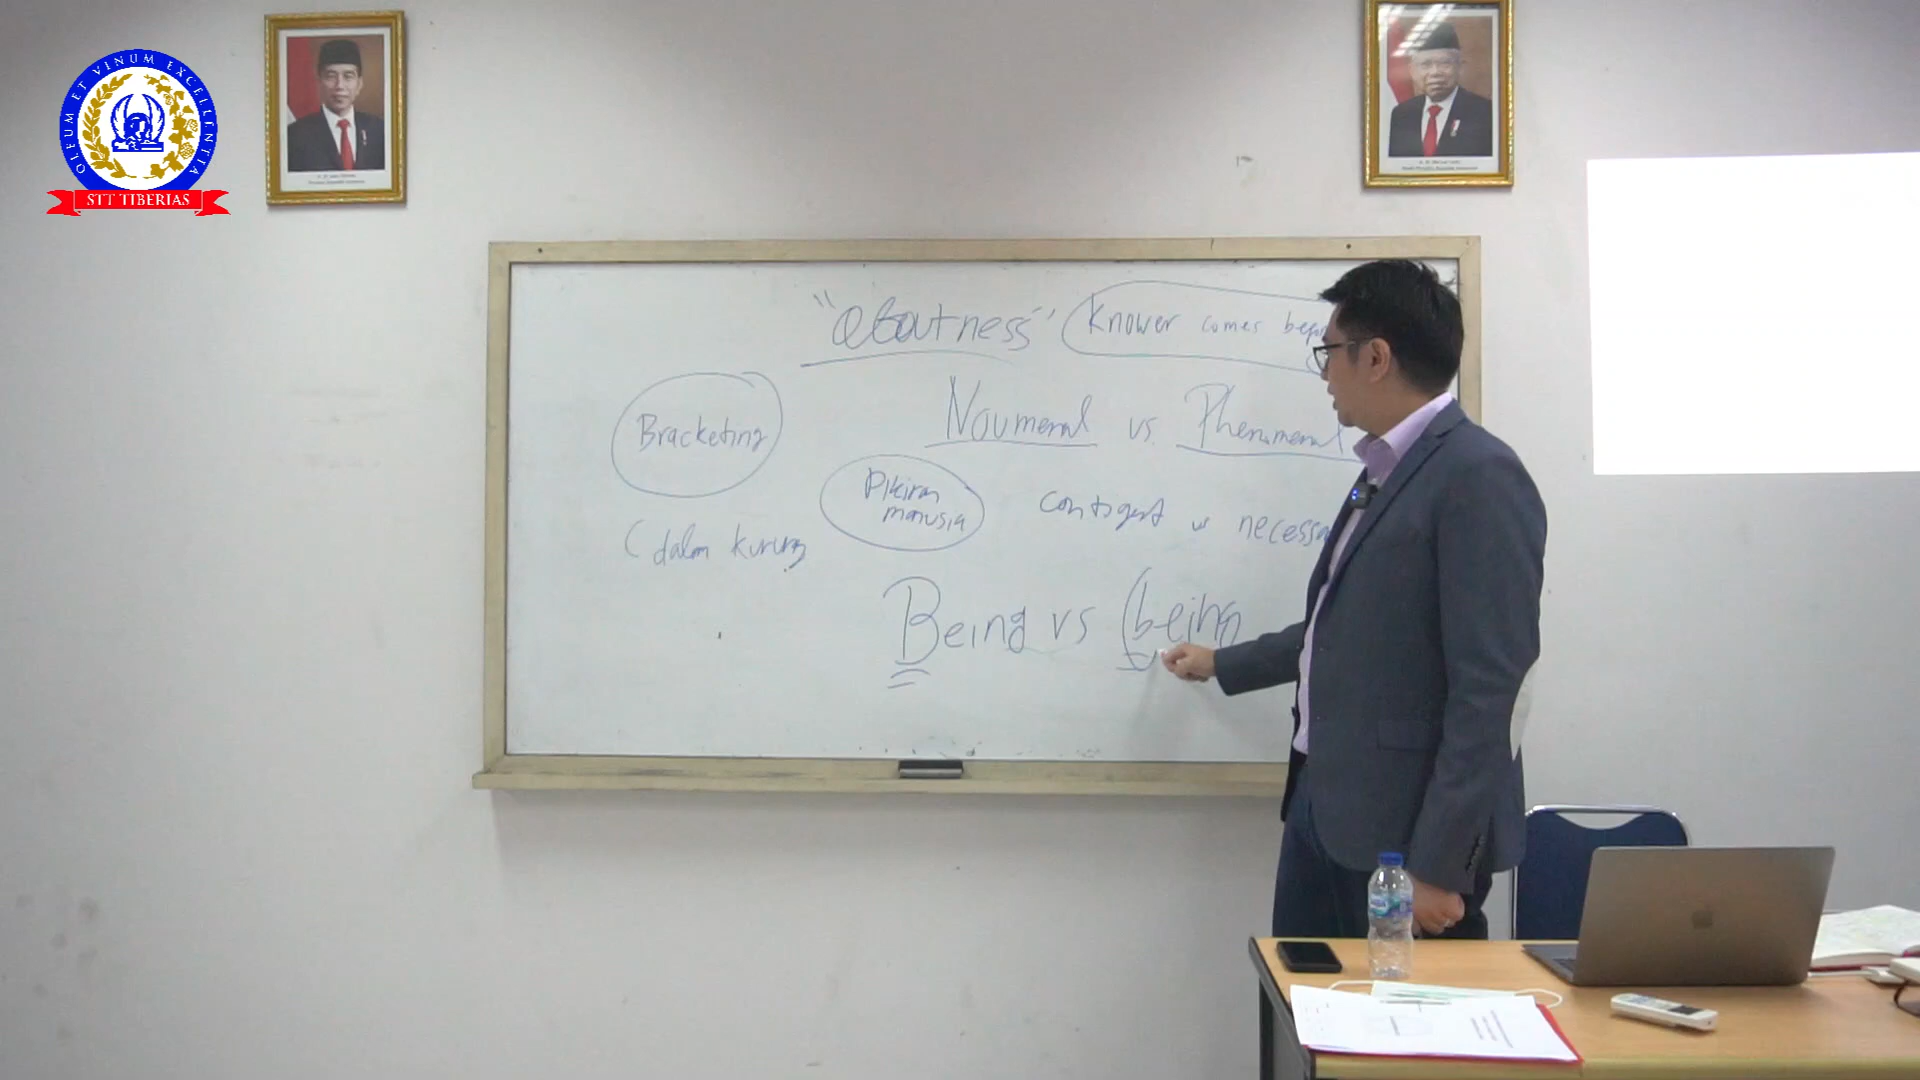 OLEUM ET VINUM EXCELLENTIA
STT TIBERIAS
"aboutness"
Knower comes
Noumenal vs. Phenomenal
Bracketing
Pikiran
manusia
contigent vs
(dalam kurung
Being vs (being